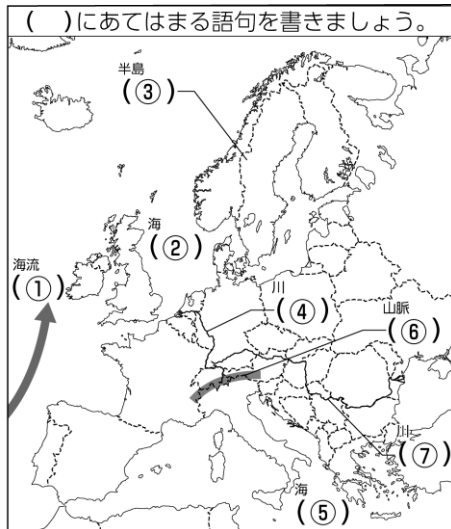 ( )にあてはまる語句を書きましょう。
半島
(③)
海
(②)
海流
(①)
川
(④)
山脈
(⑥)
川
(⑦)
海
(⑤)